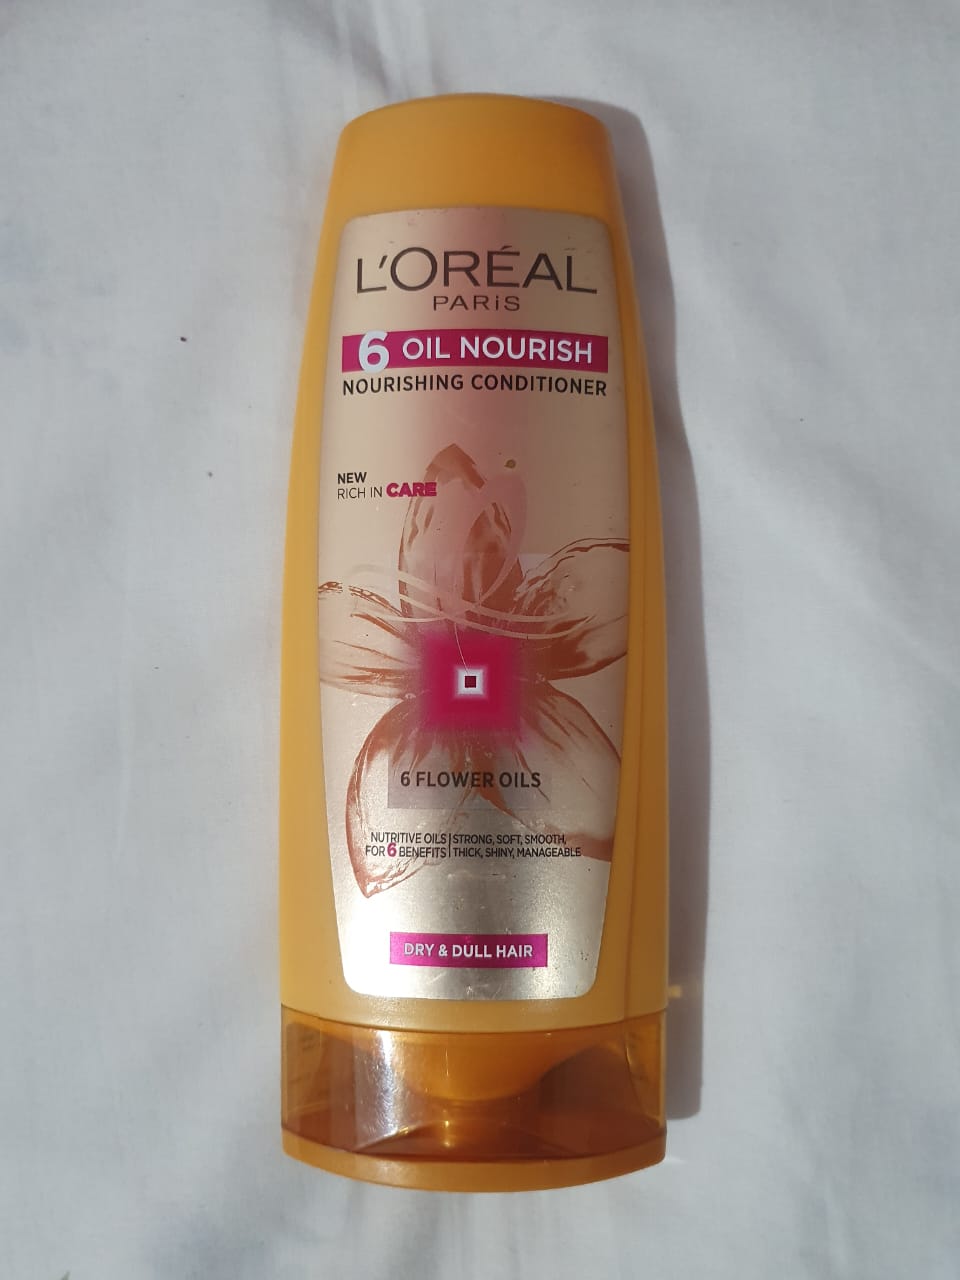 L'ORÉAL
PARiS
6 OIL NOURISH
NOURISHING CONDITIONER
NEW
RICH IN CARE
6 FLOWER OILS
NUTRITIVE OILS | STRONG, SOFT, SMOOTH,
FOR 6 BENEFITS | THICK, SHINY, MANAGEABLE
DRY & DULL HAIR